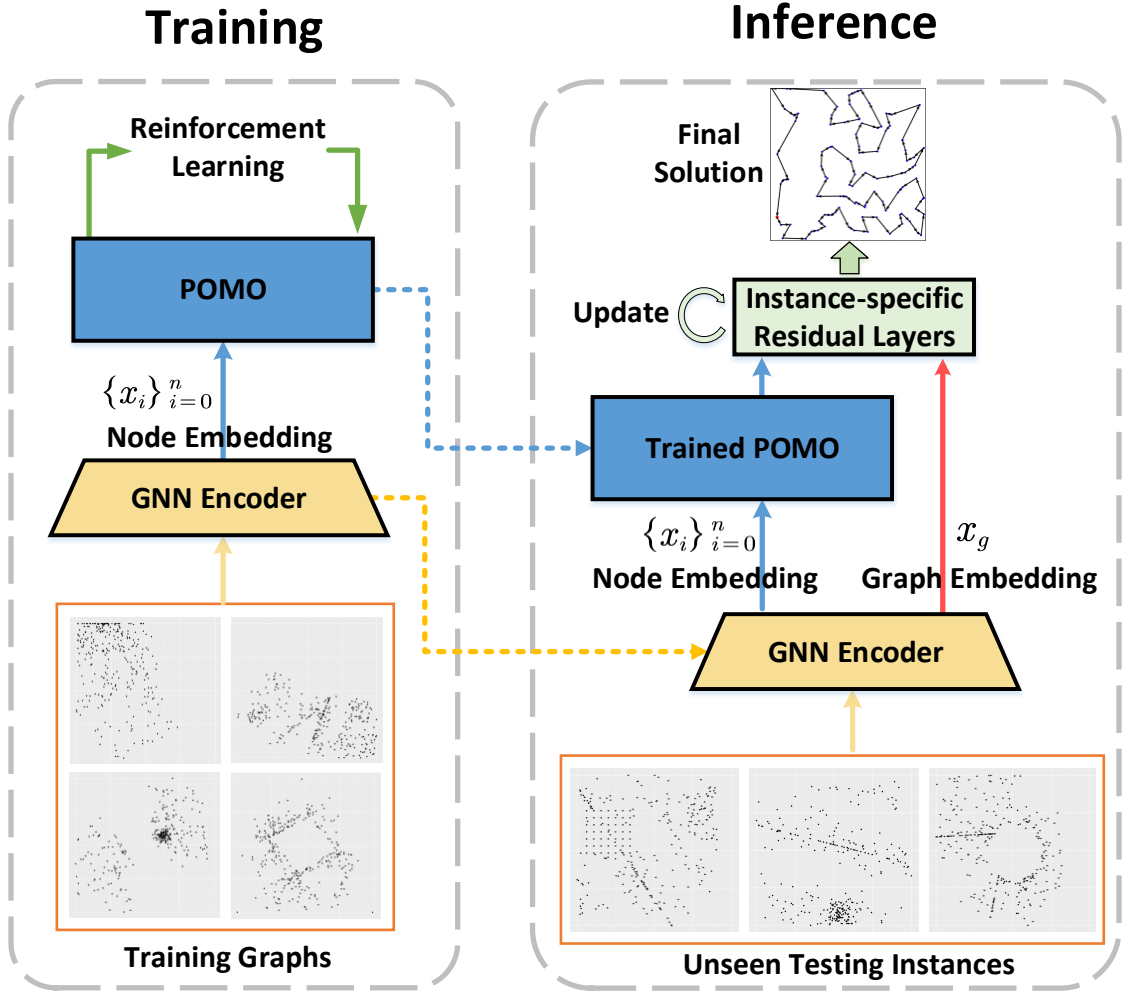 Training
Reinforcement
Learning
POMO
{x_i}_{i=0}^n
Node Embedding
GNN Encoder
Training Graphs
Inference
Final
Solution
Update
Instance-specific
Residual Layers
Trained POMO
{x_i}_{i=0}^n
x_g
Node Embedding
Graph Embedding
GNN Encoder
Unseen Testing Instances